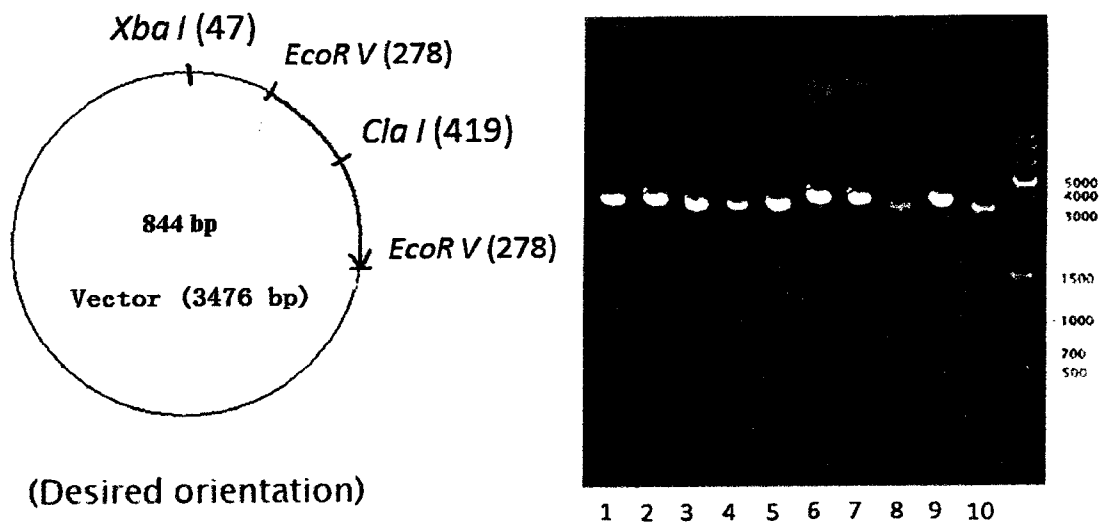 Xba I (47)
EcoR V (278)
Cla I (419)
844 bp
EcoR V (278)
Vector (3476 bp)
(Desired orientation)
5000
4000
3000
1500
1000
700
500
1 2 3 4 5 6 7 8 9 10